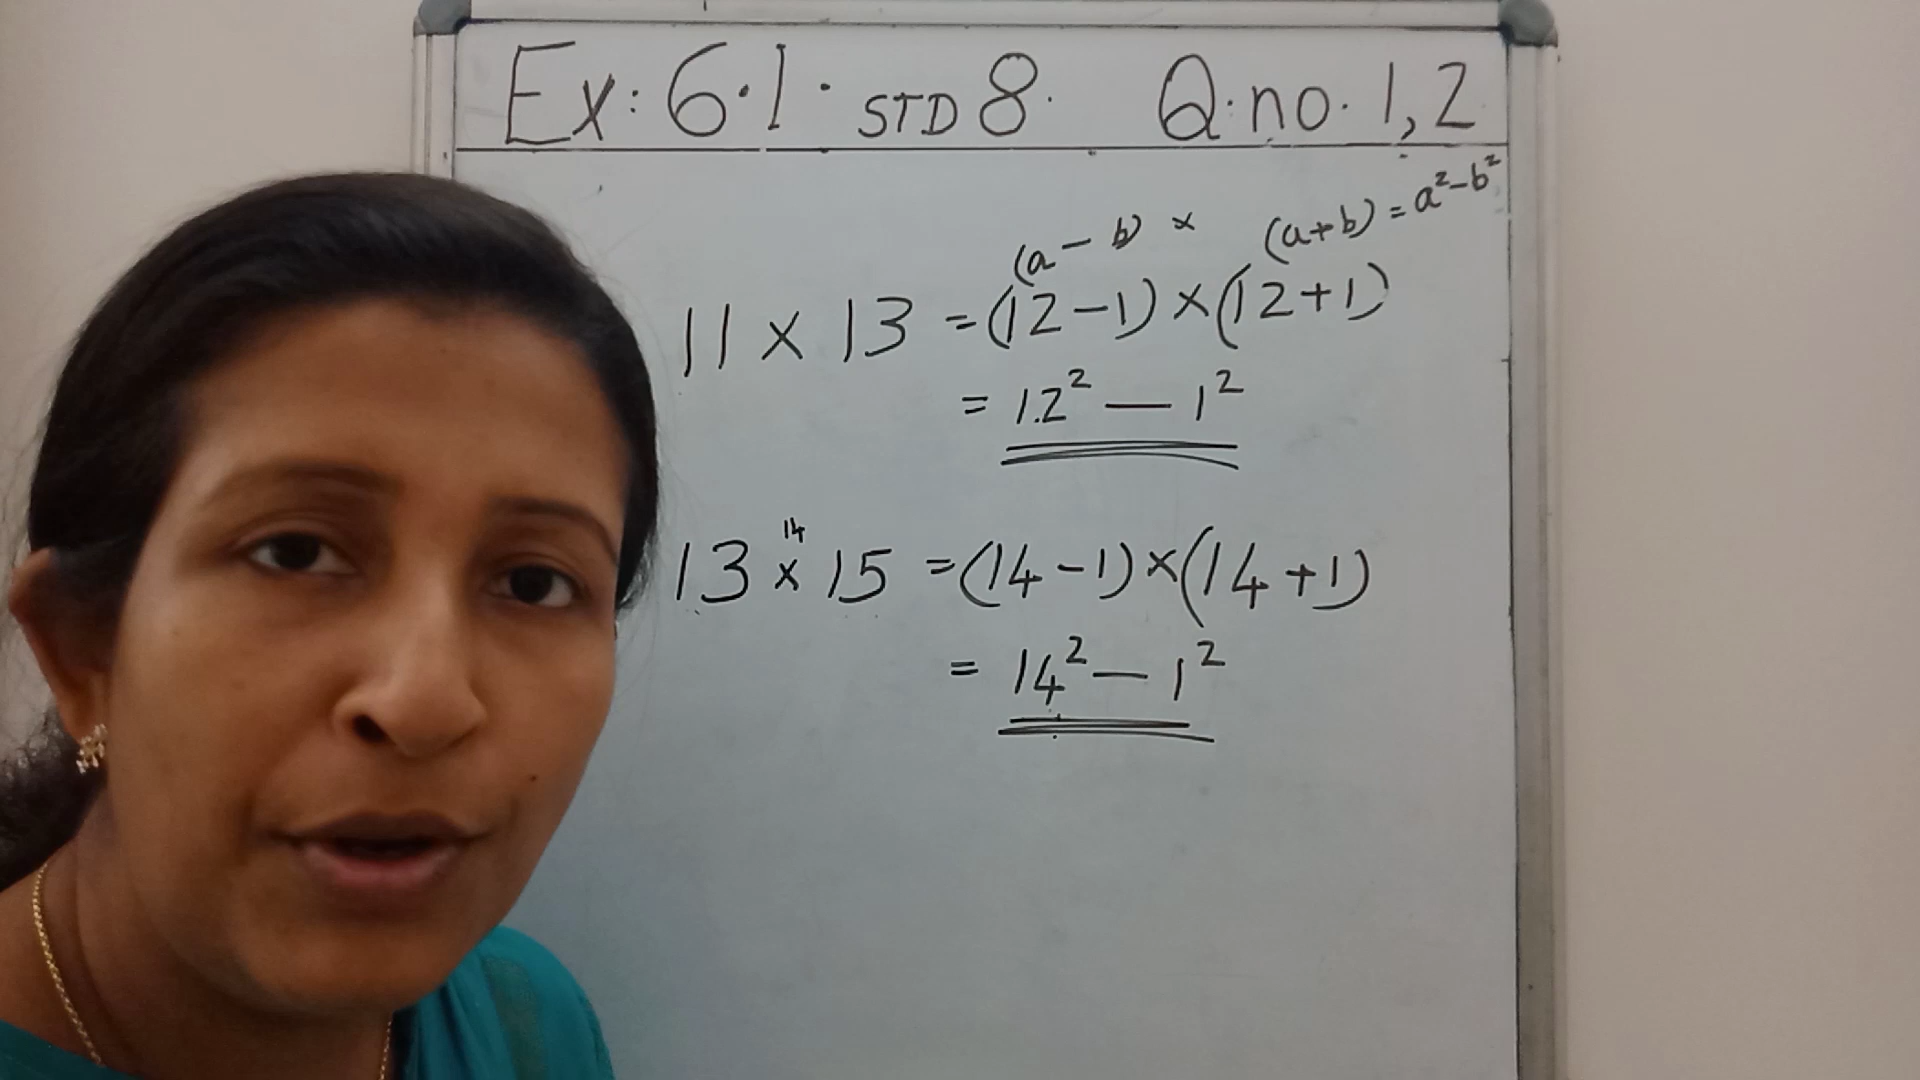 Ex: 6.1. STD 8. Q.no. 1, 2
(a - b) × (a+b) = a² - b²
11 × 13 = (12 - 1) × (12 + 1)
= 12² - 1²
14
13 × 15 = (14 - 1) × (14 + 1)
= 14² - 1²